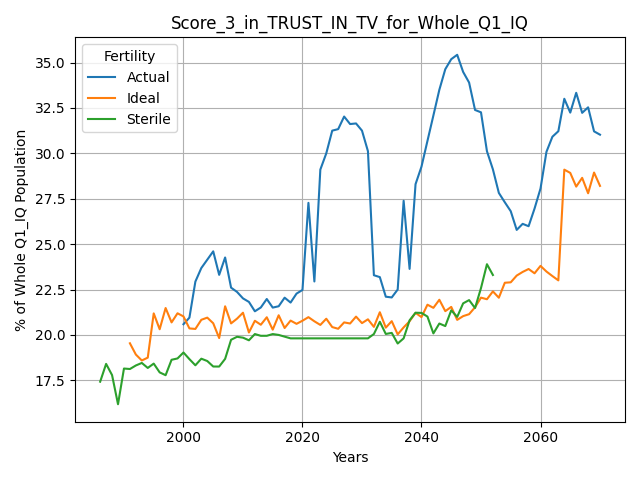 Score_3_in_TRUST_IN_TV_for_Whole_Q1_IQ
Fertility
Actual
Ideal
Sterile
% of Whole Q1_IQ Population
35.0
32.5
30.0
27.5
25.0
22.5
20.0
17.5
2000
2020
2040
2060
Years